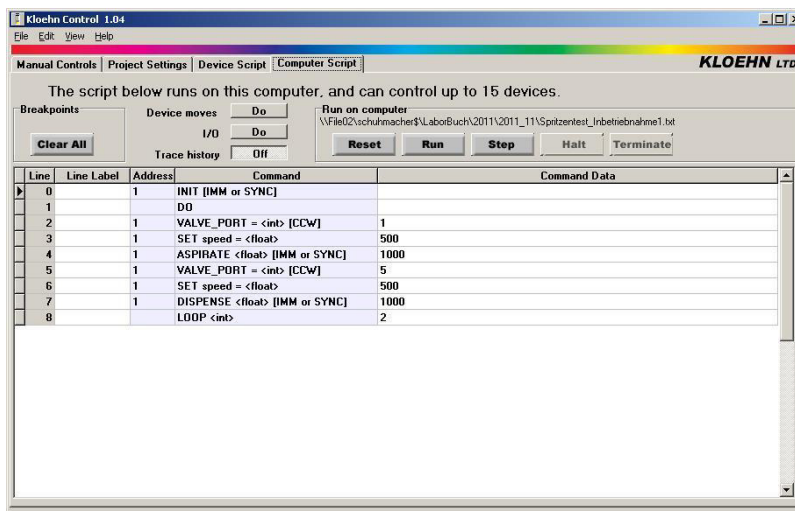 Kloehn Control 1.04
File Edit View Help
Manual Controls Project Settings Device Script Computer Script KLOEHN LTD
The script below runs on this computer, and can control up to 15 devices.
Breakpoints Device moves Do Run on computer
\\File02\schuhmacher$\LaborBuch\2011\2011_11\Spritzentest_Inbetriebnahme1.txt
Clear All I/O Do Reset Run Step Halt Terminate
Trace history Off
Line Line Label Address Command Command Data
0 1 INIT [IMM or SYNC]
1 DO
2 1 VALVE_PORT = <int> [CCW] 1
3 1 SET speed = <float> 500
4 1 ASPIRATE <float> [IMM or SYNC] 1000
5 1 VALVE_PORT = <int> [CCW] 5
6 1 SET speed = <float> 500
7 1 DISPENSE <float> [IMM or SYNC] 1000
8 LOOP <int> 2